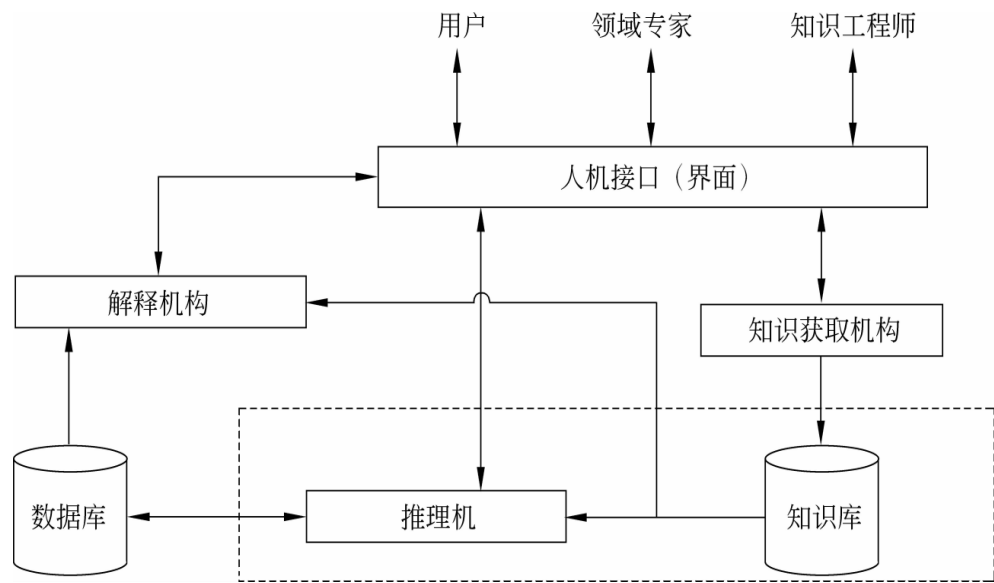 用户
领域专家
知识工程师
人机接口（界面）
解释机构
知识获取机构
数据库
推理机
知识库